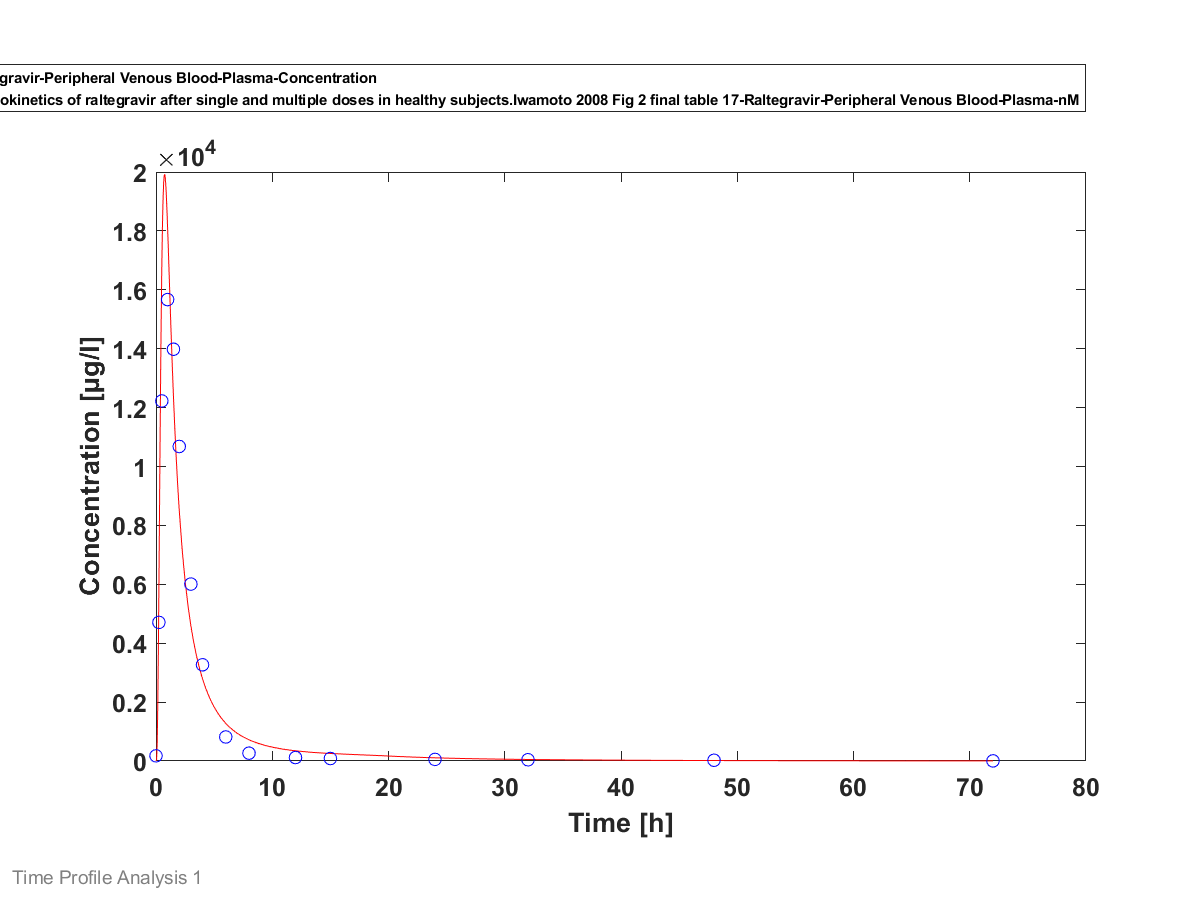 gravir-Peripheral Venous Blood-Plasma-Concentration
okinetics of raltegravir after single and multiple doses in healthy subjects.Iwamoto 2008 Fig 2 final table 17-Raltegravir-Peripheral Venous Blood-Plasma-nM
×10^4
2
1.8
1.6
1.4
1.2
1
0.8
0.6
0.4
0.2
0
Concentration [µg/l]
0 10 20 30 40 50 60 70 80
Time [h]
Time Profile Analysis 1